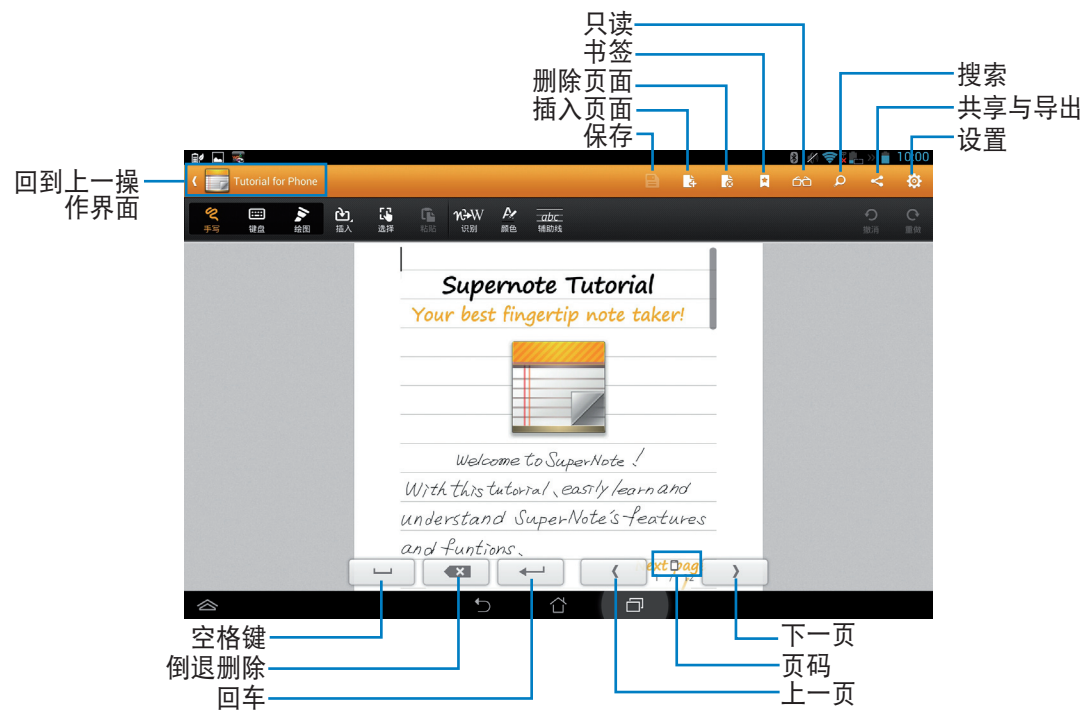 只读
书签
删除页面
插入页面
保存
搜索
共享与导出
设置
回到上一操
作界面
10:00
Tutorial for Phone
手写 键盘 绘图 插入 选择 粘贴 识别 颜色 辅助线 撤消 重做
abc
Supernote Tutorial
Your best fingertip note taker!
Welcome to SuperNote !
With this tutorial、easily learn and
understand SuperNote's features
and funtions、
空格键
倒退删除
回车
下一页
页码
上一页